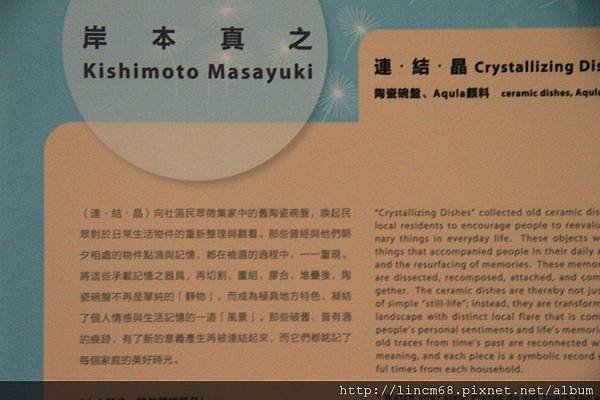 岸本真之
Kishimoto Masayuki
連・結・晶 Crystallizing Dis
陶瓷碗盤、Aqula顏料 ceramic dishes, Aqula
〈連・結・晶〉向社區民眾徵集家中的舊陶瓷碗盤，喚起民
眾對於日常生活物件的重新整理與觀看。那些曾經與他們朝
夕相處的物件點滴與記憶，都在檢選的過程中，一一重現。
將這些承載記憶之器具，再切割、重組、膠合、堆疊後，陶
瓷碗盤不再是單純的「靜物」，而成為極具地方特色、凝結
了個人情感與生活記憶的一道「風景」。那些破舊、曾有過
的痕跡，有了新的意義產生再被連結起來，而它們都銘記了
每個家庭的美好時光。
"Crystallizing Dishes" collected old ceramic dis
local residents to encourage people to reevalu
nary things in everyday life. These objects w
things that accompanied people in their daily a
and the resurfacing of memories. These memor
are dissected, recomposed, attached, and com
gether. The ceramic dishes are thereby not jus
of simple "still-life"; instead, they are transform
landscape with distinct local flare that is com
people's personal sentiments and life's memorie
old traces from time's past are reconnected w
meaning, and each piece is a symbolic record
ful times from each household.
http://lincm68.pixnet.net/album